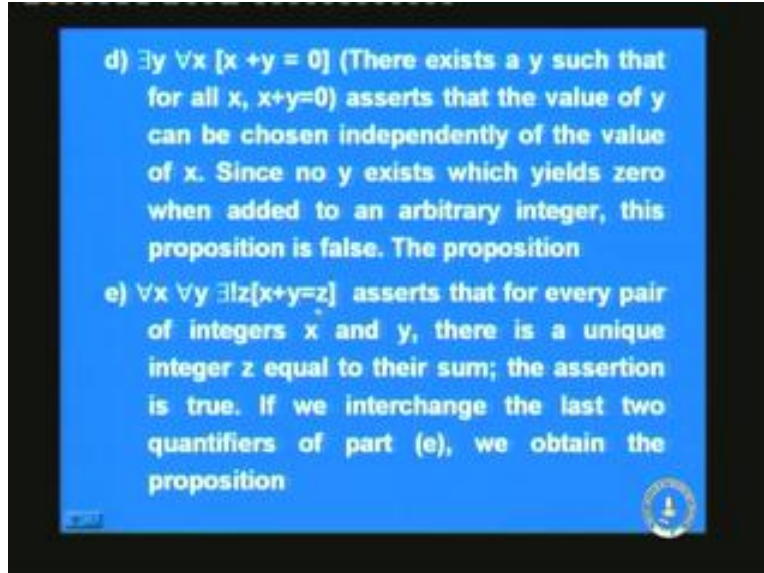 d) ∃y ∀x [x +y = 0] (There exists a y such that
for all x, x+y=0) asserts that the value of y
can be chosen independently of the value
of x. Since no y exists which yields zero
when added to an arbitrary integer, this
proposition is false. The proposition
e) ∀x ∀y ∃!z[x+y=z] asserts that for every pair
of integers x and y, there is a unique
integer z equal to their sum; the assertion
is true. If we interchange the last two
quantifiers of part (e), we obtain the
proposition